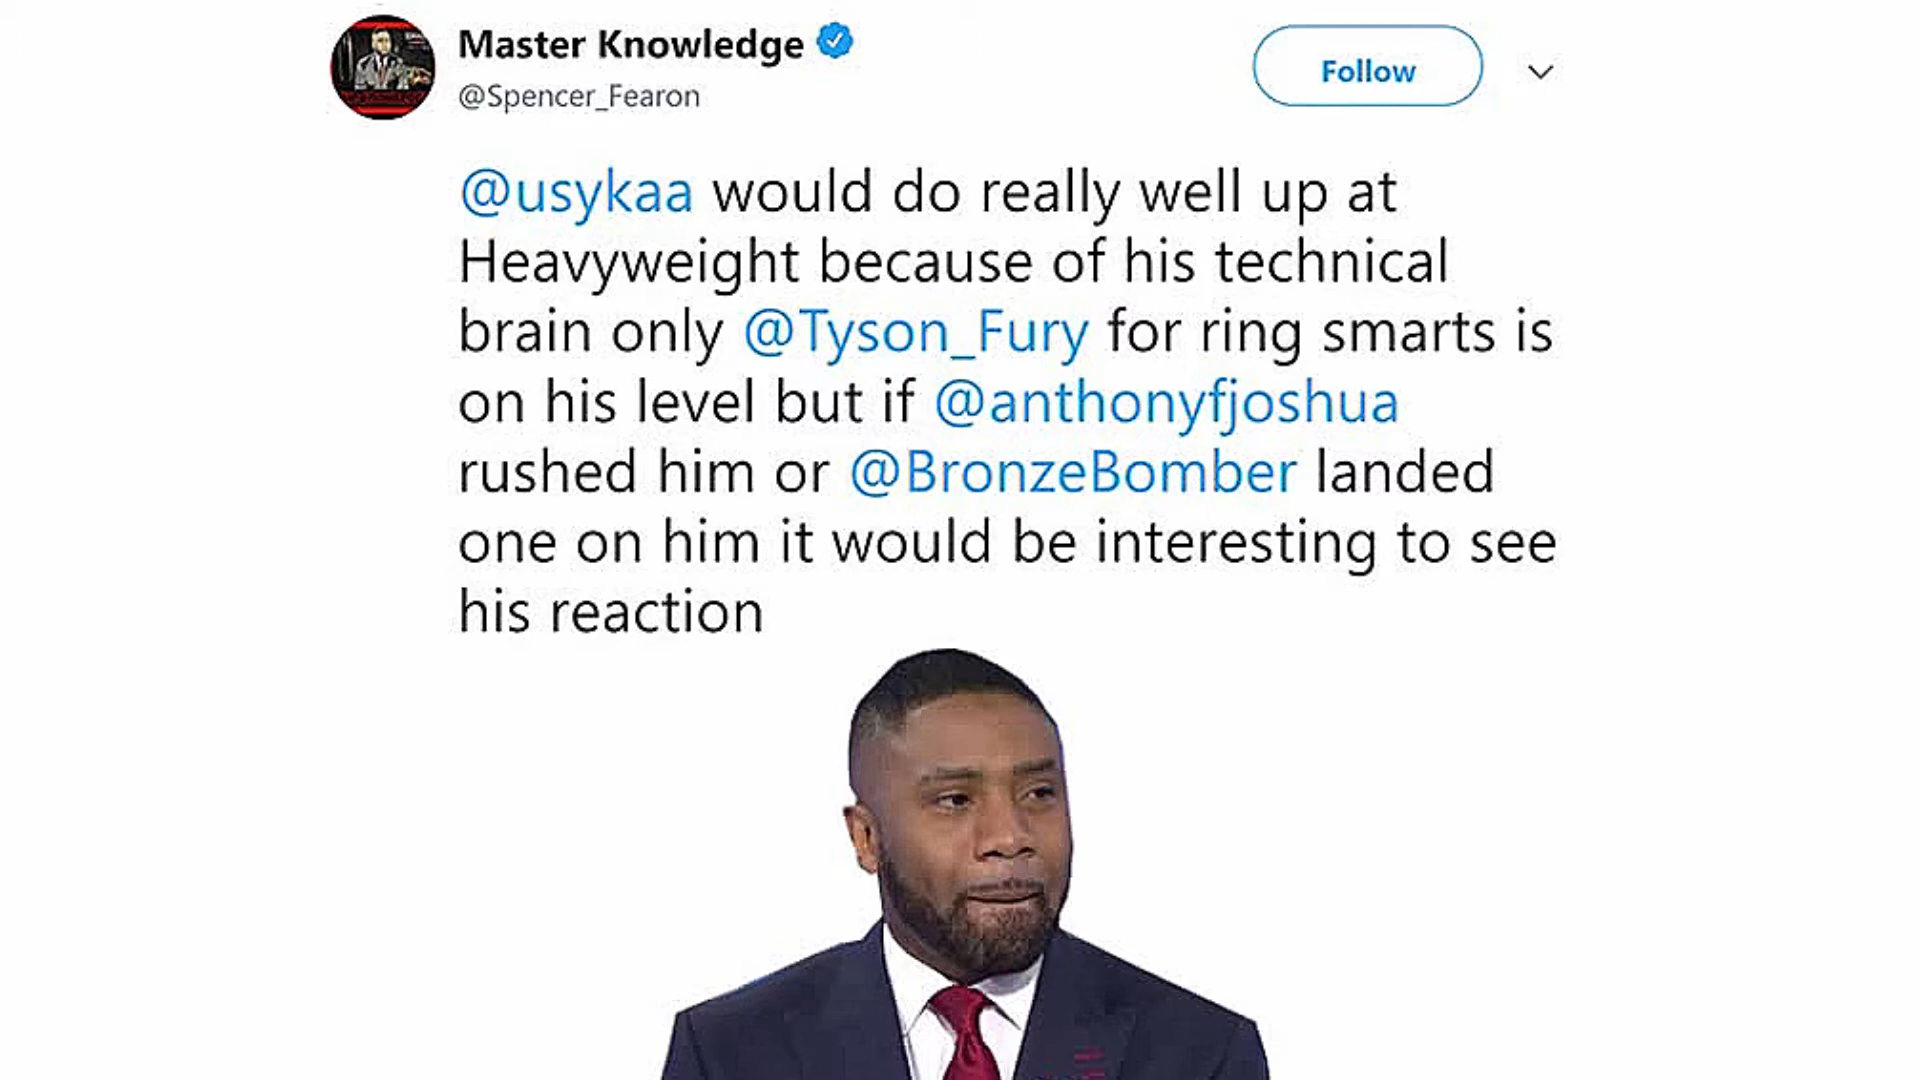 Master Knowledge
@Spencer_Fearon
Follow
@usykaa would do really well up at
Heavyweight because of his technical
brain only @Tyson_Fury for ring smarts is
on his level but if @anthonyfjoshua
rushed him or @BronzeBomber landed
one on him it would be interesting to see
his reaction